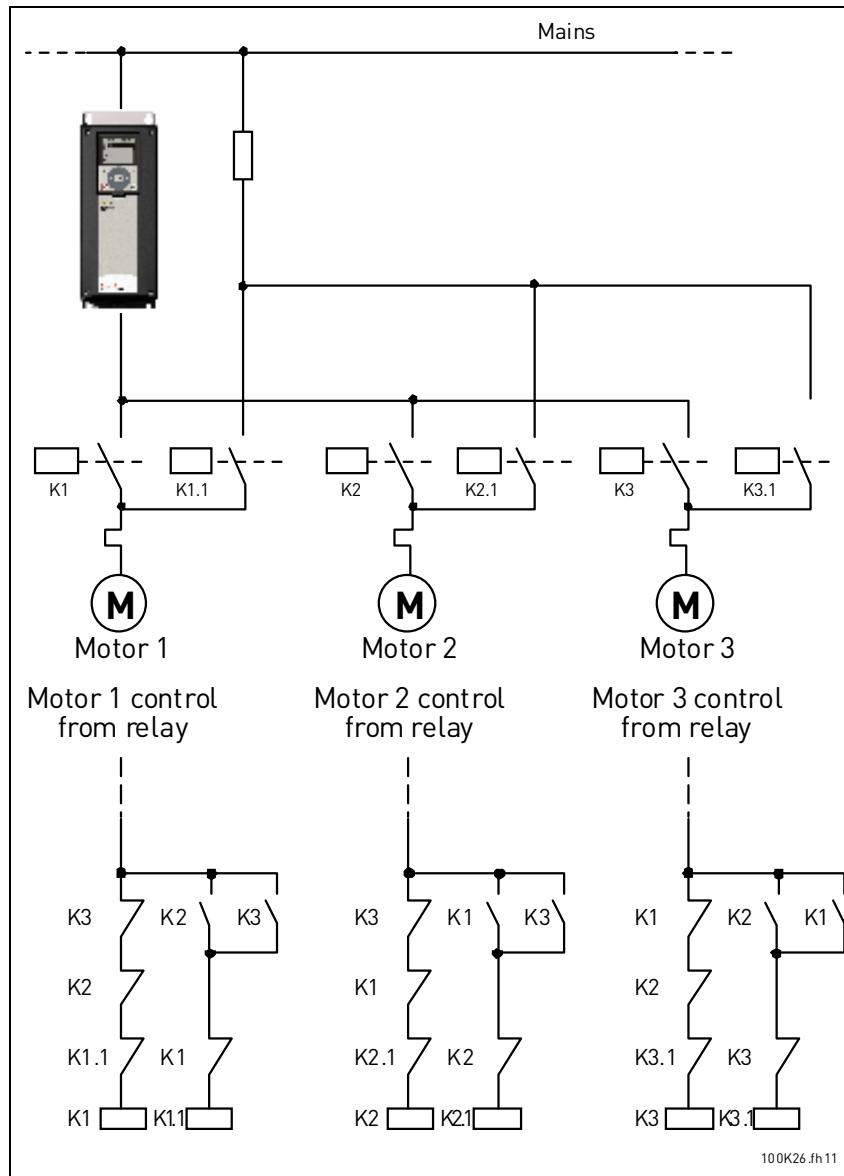 Mains
K1
K1.1
K2
K2.1
K3
K3.1
M
M
M
Motor 1
Motor 2
Motor 3
Motor 1 control
from relay
Motor 2 control
from relay
Motor 3 control
from relay
K3
K2
K3
K3
K1
K3
K1
K2
K1
K2
K1
K2
K1.1
K1
K2.1
K2
K3.1
K3
K1
K1.1
K2
K2.1
K3
K3.1
100K26.fh11